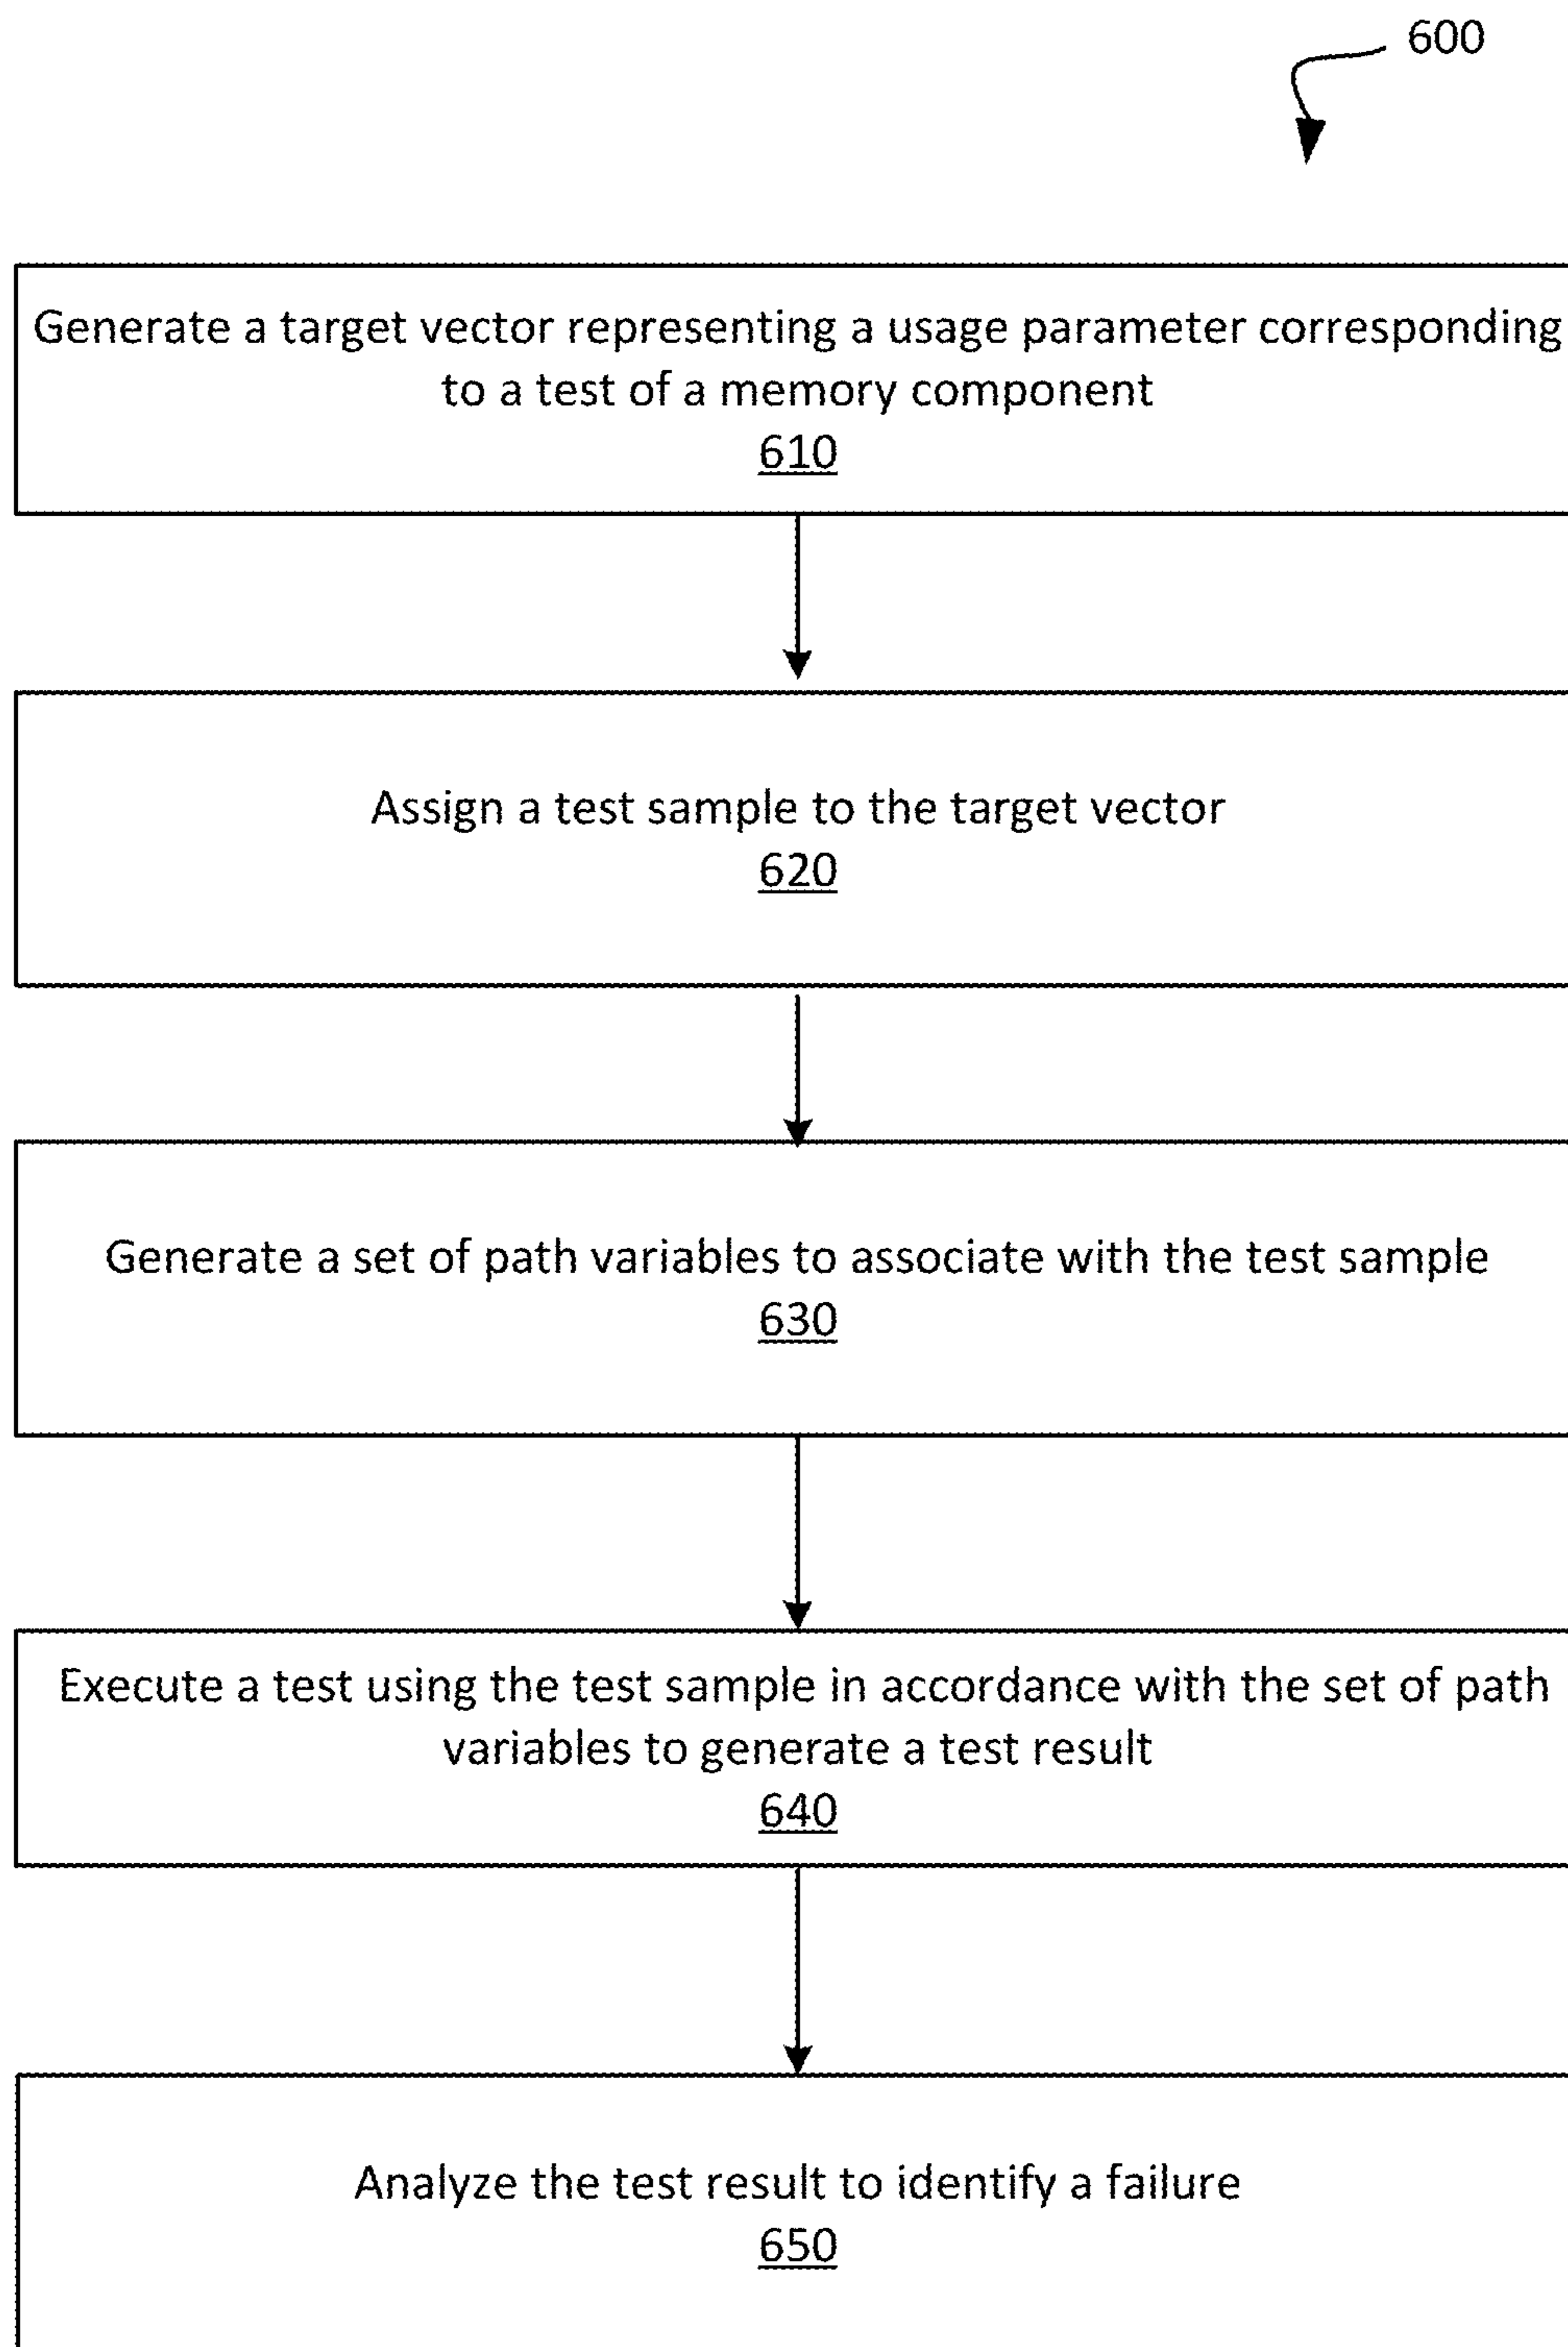 600
Generate a target vector representing a usage parameter corresponding
to a test of a memory component
610
Assign a test sample to the target vector
620
Generate a set of path variables to associate with the test sample
630
Execute a test using the test sample in accordance with the set of path
variables to generate a test result
640
Analyze the test result to identify a failure
650